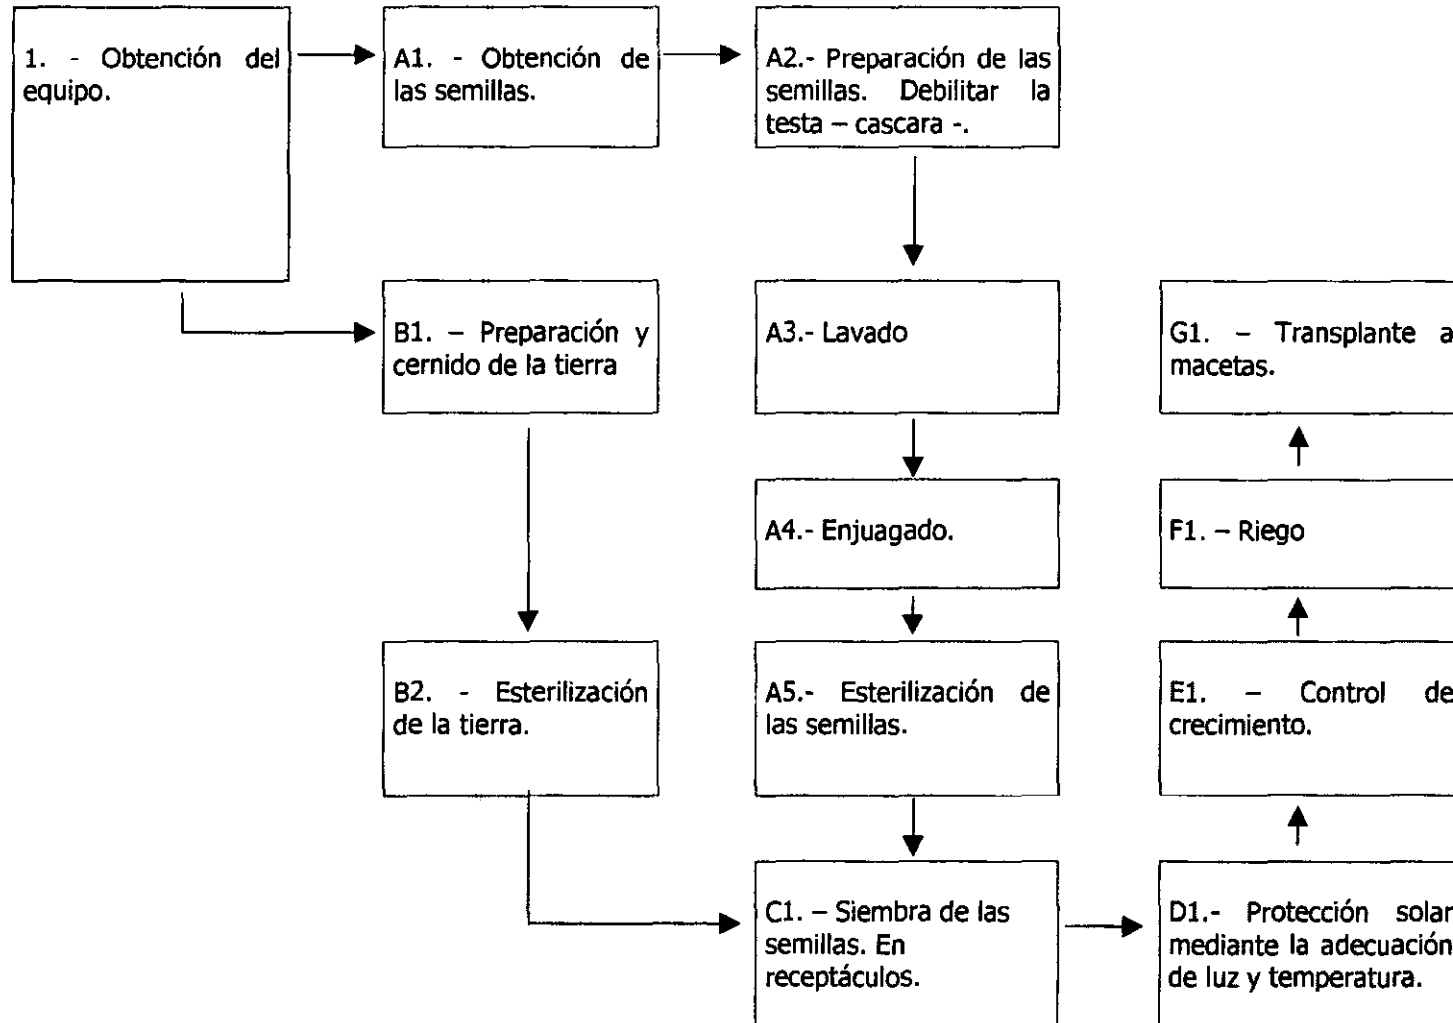 1. - Obtención del
equipo.
A1. - Obtención de
las semillas.
A2.- Preparación de las
semillas. Debilitar la
testa – cascara -.
B1. – Preparación y
cernido de la tierra
A3.- Lavado
G1. – Transplante a
macetas.
A4.- Enjuagado.
F1. – Riego
B2. - Esterilización
de la tierra.
A5.- Esterilización de
las semillas.
E1. – Control de
crecimiento.
C1. – Siembra de las
semillas. En
receptáculos.
D1.- Protección solar
mediante la adecuación
de luz y temperatura.